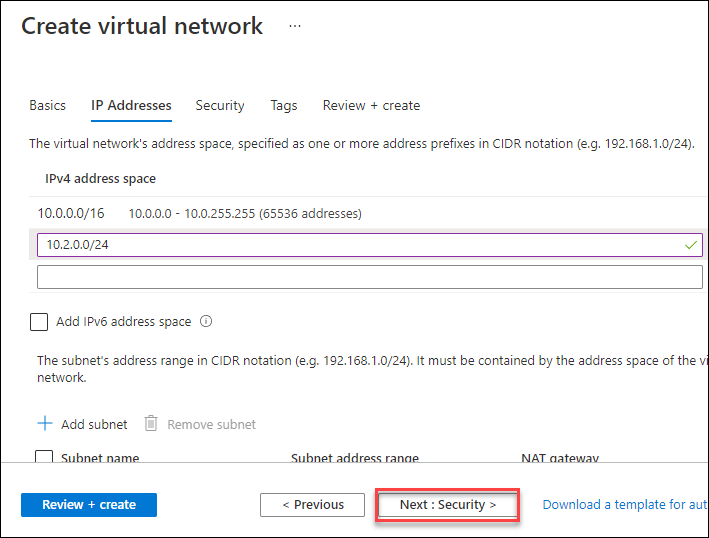 Create virtual network ...
Basics IP Addresses Security Tags Review + create
The virtual network's address space, specified as one or more address prefixes in CIDR notation (e.g. 192.168.1.0/24).
IPv4 address space
10.0.0.0/16 10.0.0.0 - 10.0.255.255 (65536 addresses)
10.2.0.0/24
Add IPv6 address space
The subnet's address range in CIDR notation (e.g. 192.168.1.0/24). It must be contained by the address space of the vi
network.
+ Add subnet Remove subnet
Subnet name Subnet address range NAT gateway
Review + create < Previous Next : Security > Download a template for aut